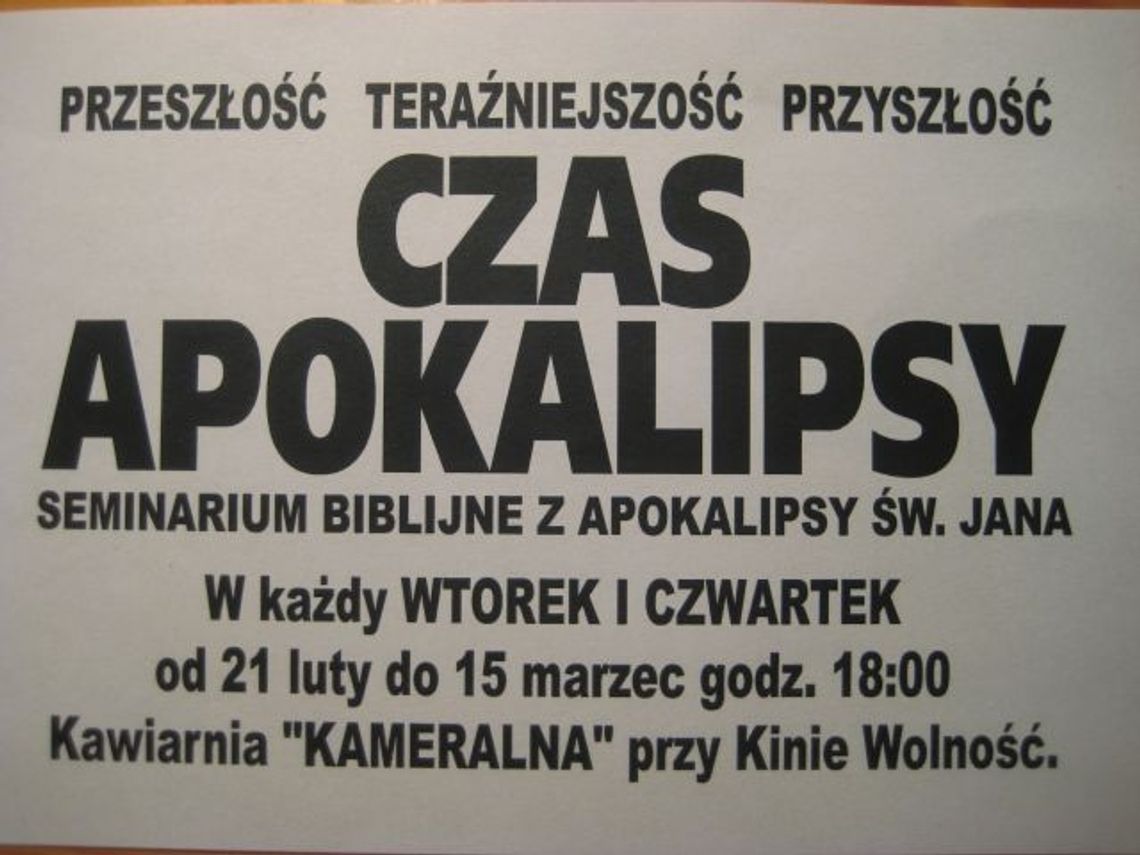 PRZESZŁOŚĆ TERAŹNIEJSZOŚĆ PRZYSZŁOŚĆ
CZAS
APOKALIPSY
SEMINARIUM BIBLIJNE Z APOKALIPSY ŚW. JANA
W każdy WTOREK I CZWARTEK
od 21 luty do 15 marzec godz. 18:00
Kawiarnia "KAMERALNA" przy Kinie Wolność.